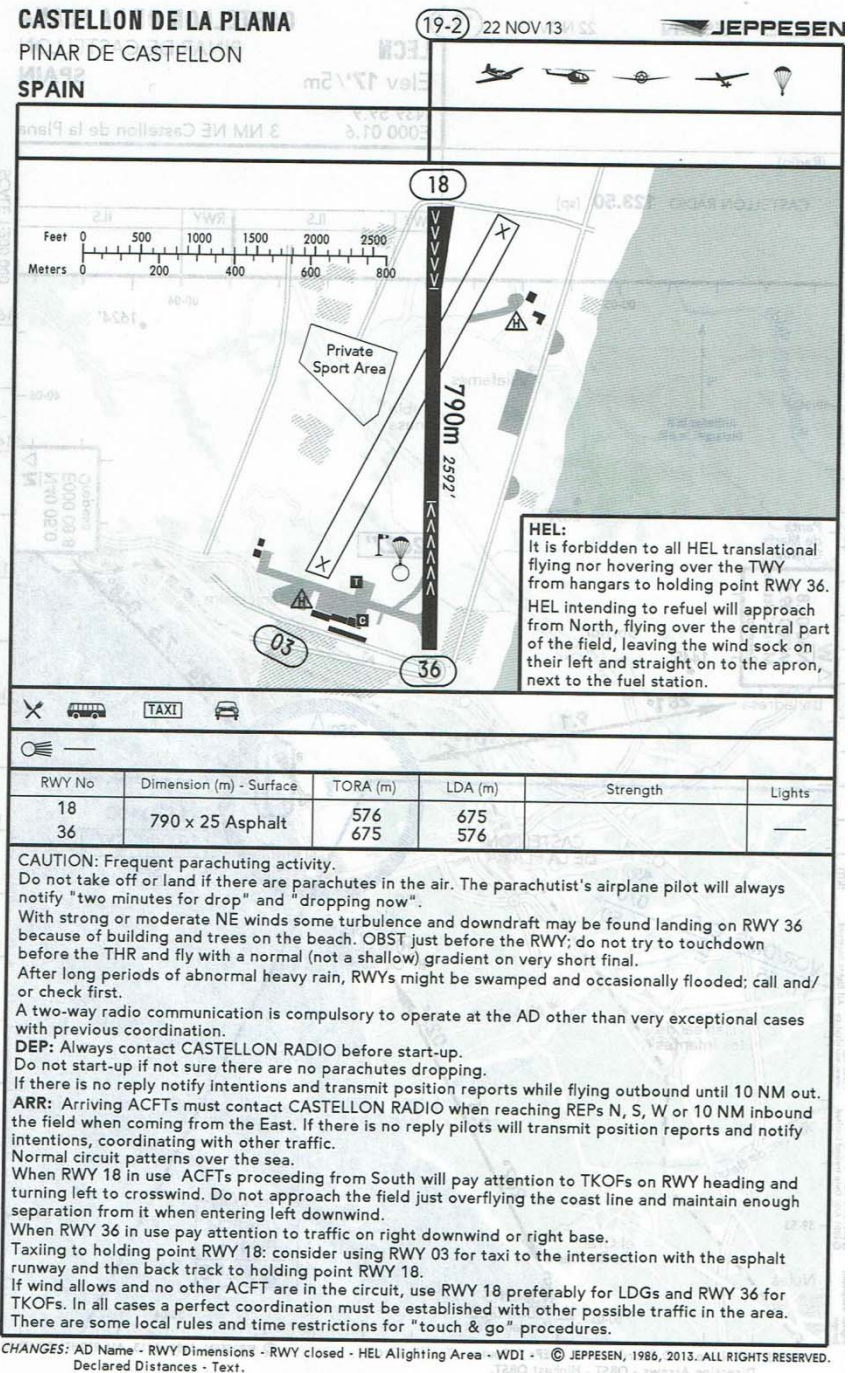 CASTELLON DE LA PLANA
19-2 22 NOV 13 JEPPESEN
PINAR DE CASTELLON
SPAIN
18
Feet 0 500 1000 1500 2000 2500
Meters 0 200 400 600 800
H
Private
Sport Area
790m 2592'
T
H
C
03
36
HEL:
It is forbidden to all HEL translational
flying nor hovering over the TWY
from hangars to holding point RWY 36.
HEL intending to refuel will approach
from North, flying over the central part
of the field, leaving the wind sock on
their left and straight on to the apron,
next to the fuel station.
TAXI
RWY No Dimension (m) - Surface TORA (m) LDA (m) Strength Lights
18 790 x 25 Asphalt 576 675
36 675 576
CAUTION: Frequent parachuting activity.
Do not take off or land if there are parachutes in the air. The parachutist's airplane pilot will always
notify "two minutes for drop" and "dropping now".
With strong or moderate NE winds some turbulence and downdraft may be found landing on RWY 36
because of building and trees on the beach. OBST just before the RWY; do not try to touchdown
before the THR and fly with a normal (not a shallow) gradient on very short final.
After long periods of abnormal heavy rain, RWYs might be swamped and occasionally flooded; call and/
or check first.
A two-way radio communication is compulsory to operate at the AD other than very exceptional cases
with previous coordination.
DEP: Always contact CASTELLON RADIO before start-up.
Do not start-up if not sure there are no parachutes dropping.
If there is no reply notify intentions and transmit position reports while flying outbound until 10 NM out.
ARR: Arriving ACFTs must contact CASTELLON RADIO when reaching REPs N, S, W or 10 NM inbound
the field when coming from the East. If there is no reply pilots will transmit position reports and notify
intentions, coordinating with other traffic.
Normal circuit patterns over the sea.
When RWY 18 in use ACFTs proceeding from South will pay attention to TKOFs on RWY heading and
turning left to crosswind. Do not approach the field just overflying the coast line and maintain enough
separation from it when entering left downwind.
When RWY 36 in use pay attention to traffic on right downwind or right base.
Taxiing to holding point RWY 18: consider using RWY 03 for taxi to the intersection with the asphalt
runway and then back track to holding point RWY 18.
If wind allows and no other ACFT are in the circuit, use RWY 18 preferably for LDGs and RWY 36 for
TKOFs. In all cases a perfect coordination must be established with other possible traffic in the area.
There are some local rules and time restrictions for "touch & go" procedures.
CHANGES: AD Name - RWY Dimensions - RWY closed - HEL Alighting Area - WDI - © JEPPESEN, 1986, 2013. ALL RIGHTS RESERVED.
Declared Distances - Text.